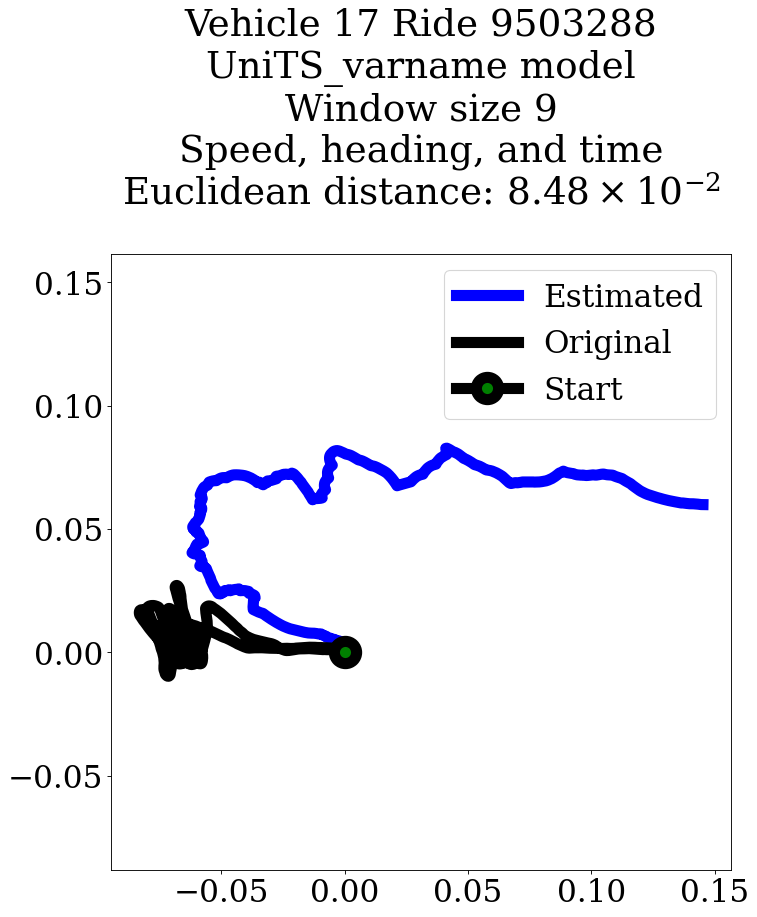 Vehicle 17 Ride 9503288
UniTS_varname model
Window size 9
Speed, heading, and time
Euclidean distance: 8.48 × 10⁻²
Estimated
Original
Start
0.15
0.10
0.05
0.00
−0.05
−0.05 0.00 0.05 0.10 0.15